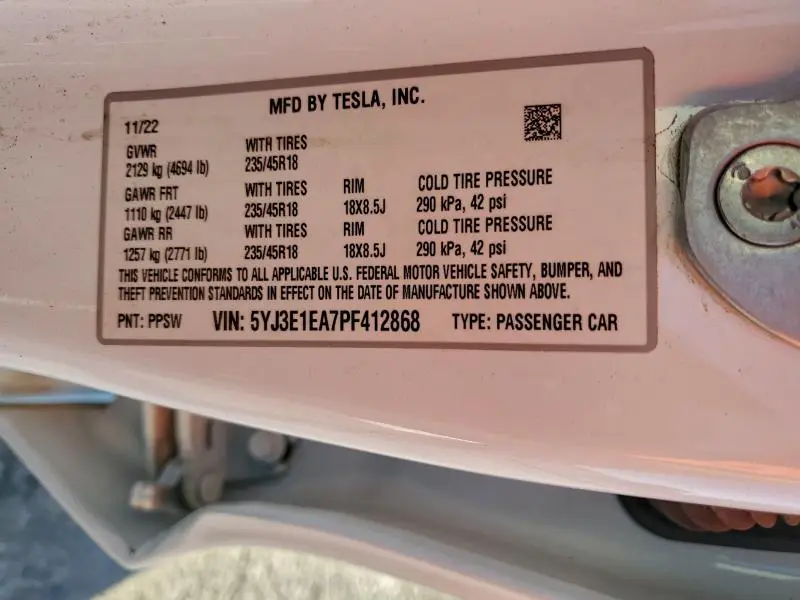 MFD BY TESLA, INC.
11/22
GVWR WITH TIRES
2129 kg (4694 lb) 235/45R18
GAWR FRT WITH TIRES RIM COLD TIRE PRESSURE
1110 kg (2447 lb) 235/45R18 18X8.5J 290 kPa, 42 psi
GAWR RR WITH TIRES RIM COLD TIRE PRESSURE
1257 kg (2771 lb) 235/45R18 18X8.5J 290 kPa, 42 psi
THIS VEHICLE CONFORMS TO ALL APPLICABLE U.S. FEDERAL MOTOR VEHICLE SAFETY, BUMPER, AND
THEFT PREVENTION STANDARDS IN EFFECT ON THE DATE OF MANUFACTURE SHOWN ABOVE.
PNT: PPSW VIN: 5YJ3E1EA7PF412868 TYPE: PASSENGER CAR